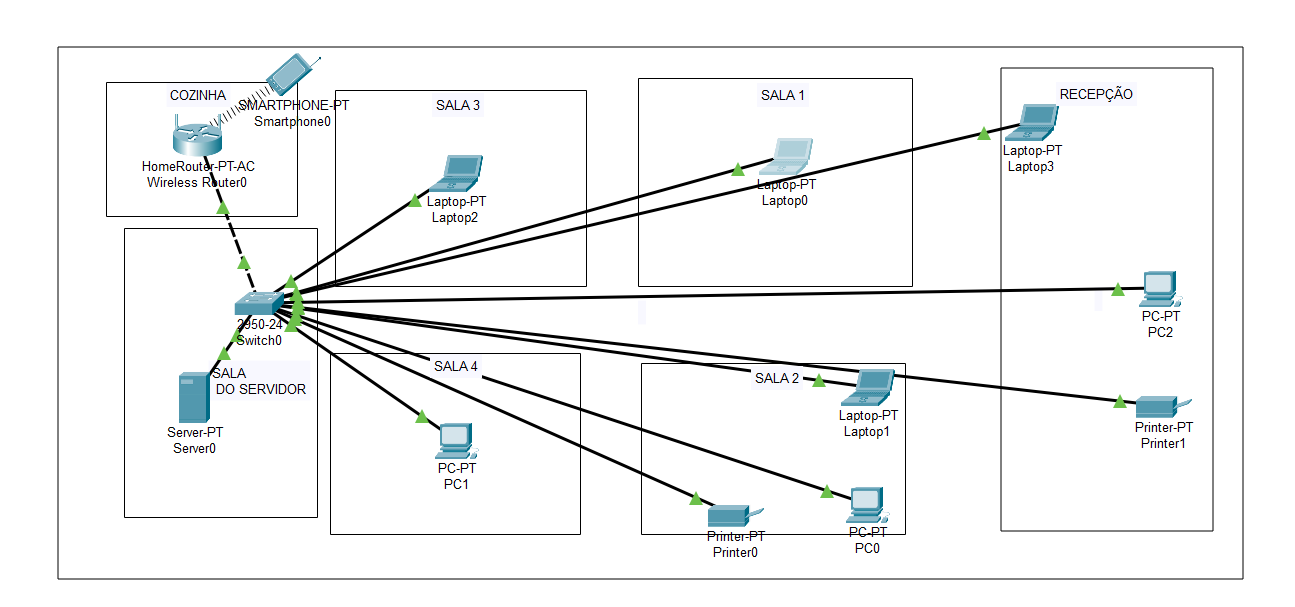 COZINHA
SMARTPHONE-PT
Smartphone0
HomeRouter-PT-AC
Wireless Router0
SALA 3
Laptop-PT
Laptop2
SALA 1
Laptop-PT
Laptop0
RECEPÇÃO
Laptop-PT
Laptop3
2950-24
Switch0
SALA
DO SERVIDOR
Server-PT
Server0
SALA 4
PC-PT
PC1
SALA 2
Laptop-PT
Laptop1
Printer-PT
Printer0
PC-PT
PC0
PC-PT
PC2
Printer-PT
Printer1